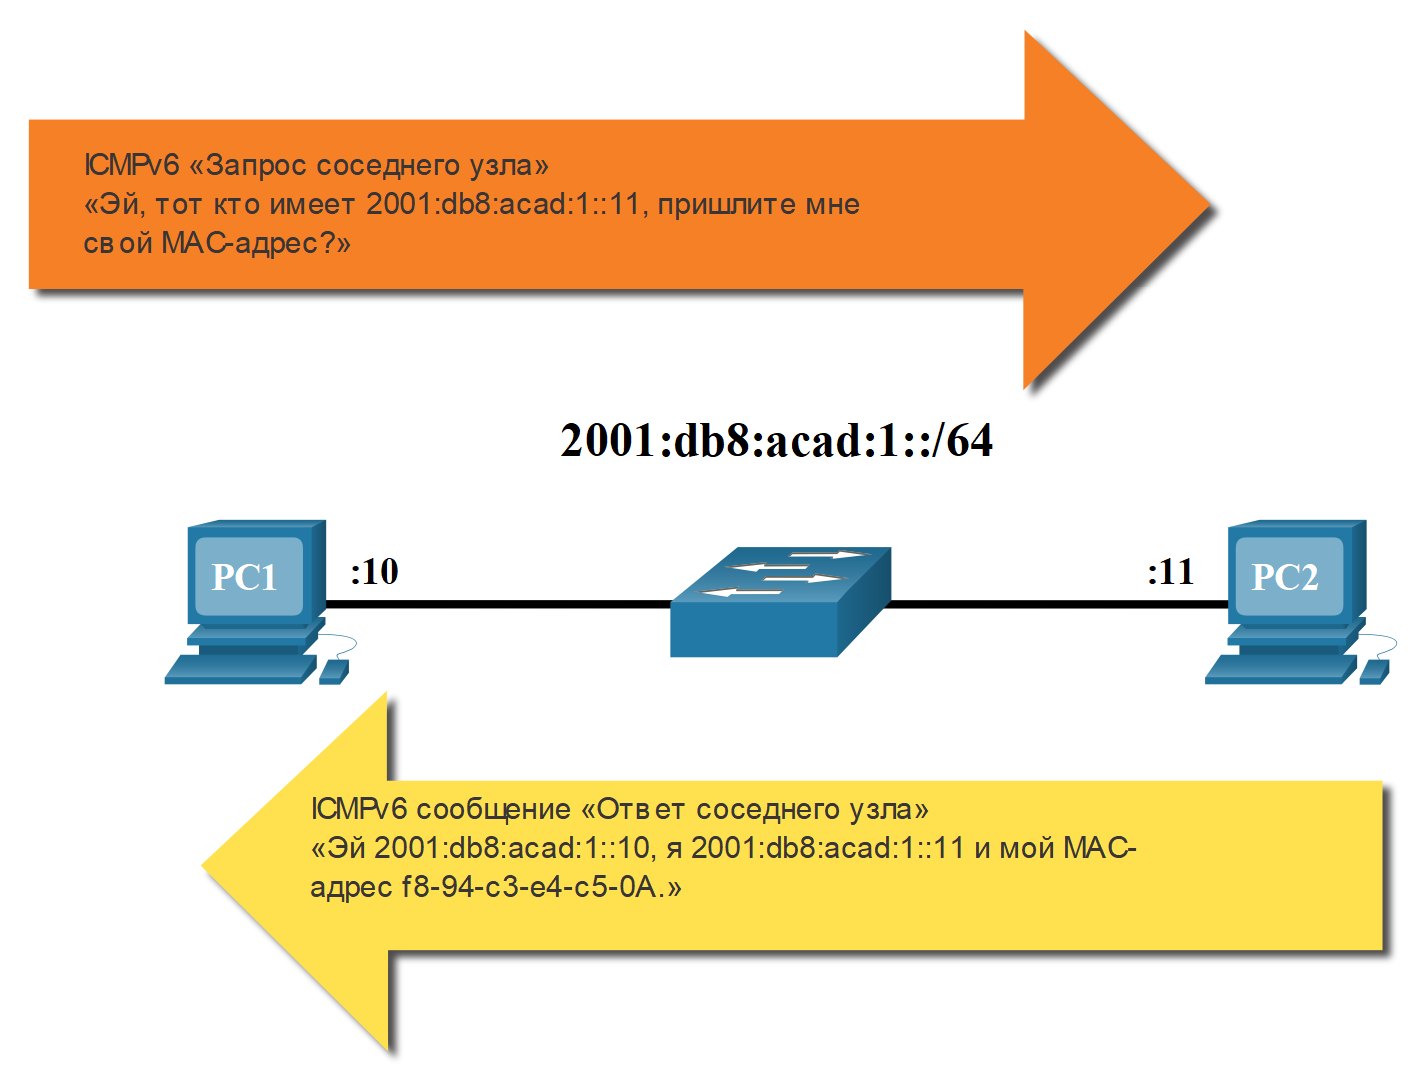 ICMPv6 «Запрос соседнего узла»
«Эй, тот кто имеет 2001:db8:acad:1::11, пришлите мне
свой MAC-адрес?»
2001:db8:acad:1::/64
PC1
:10
:11
PC2
ICMPv6 сообщение «Ответ соседнего узла»
«Эй 2001:db8:acad:1::10, я 2001:db8:acad:1::11 и мой MAC-
адрес f8-94-c3-e4-c5-0A.»